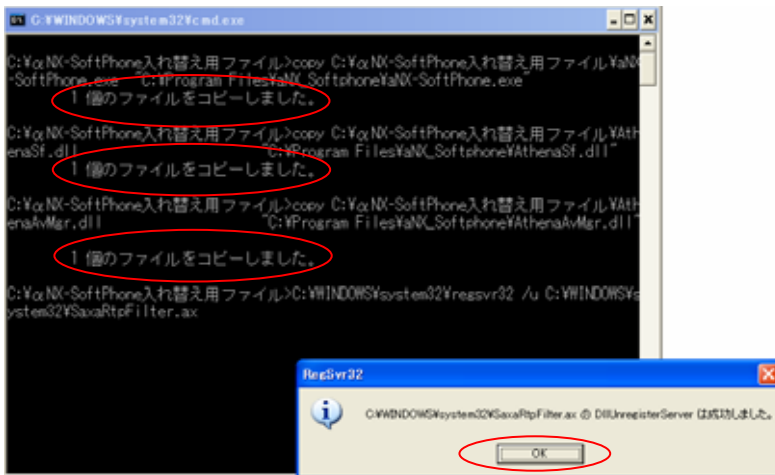 C:¥WINDOWS¥system32¥cmd.exe
C:¥αNX-SoftPhone入れ替え用ファイル>copy C:¥αNX-SoftPhone入れ替え用ファイル¥aNX
-SoftPhone.exe "C:¥Program Files¥aNX_Softphone¥aNX-SoftPhone.exe"
1 個のファイルをコピーしました。
C:¥αNX-SoftPhone入れ替え用ファイル>copy C:¥αNX-SoftPhone入れ替え用ファイル¥Ath
enaSf.dll "C:¥Program Files¥aNX_Softphone¥AthenaSf.dll"
1 個のファイルをコピーしました。
C:¥αNX-SoftPhone入れ替え用ファイル>copy C:¥αNX-SoftPhone入れ替え用ファイル¥Ath
enaAvMgr.dll "C:¥Program Files¥aNX_Softphone¥AthenaAvMgr.dll"
1 個のファイルをコピーしました。
C:¥αNX-SoftPhone入れ替え用ファイル>C:¥WINDOWS¥system32¥regsvr32 /u C:¥WINDOWS¥s
ystem32¥SaxaRtpFilter.ax
RegSvr32
C:¥WINDOWS¥system32¥SaxaRtpFilter.ax の DllUnregisterServer は成功しました。
OK